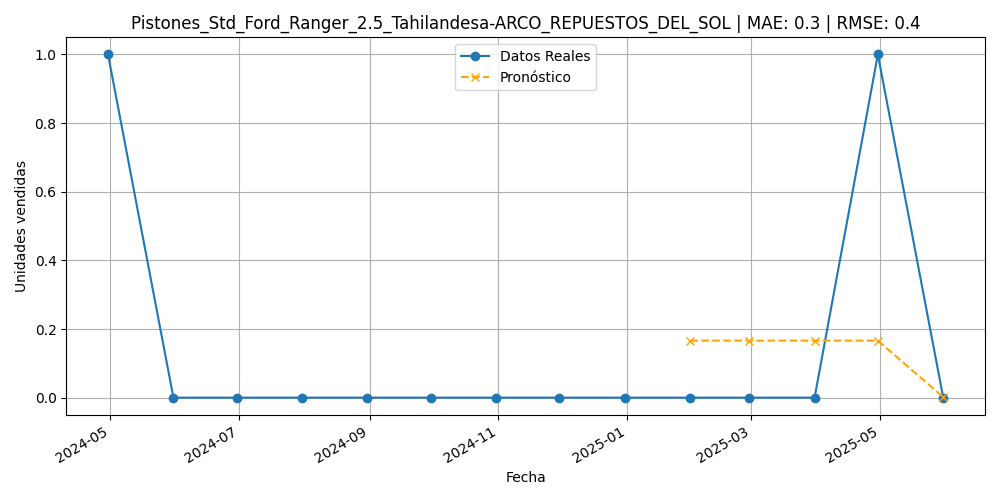 Pistones_Std_Ford_Ranger_2.5_Tahilandesa-ARCO_REPUESTOS_DEL_SOL | MAE: 0.3 | RMSE: 0.4
Datos Reales
Pronóstico
Unidades vendidas
1.0
0.8
0.6
0.4
0.2
0.0
2024-05
2024-07
2024-09
2024-11
2025-01
2025-03
2025-05
Fecha